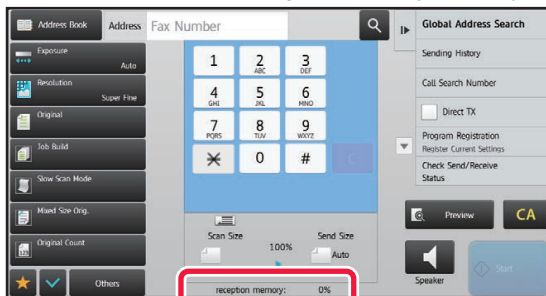 Address Book
Address
Fax Number
Exposure
Auto
Resolution
Super Fine
Original
Job Build
Slow Scan Mode
Mixed Size Orig.
Original Count
Others
1
2
ABC
3
DEF
4
GHI
5
JKL
6
MNO
7
PQRS
8
TUV
9
WXYZ
0
#
C
Scan Size
100%
Send Size
Auto
reception memory: 0%
Global Address Search
Sending History
Call Search Number
Direct TX
Program Registration
Register Current Settings
Check Send/Receive
Status
Preview
CA
Speaker
Start